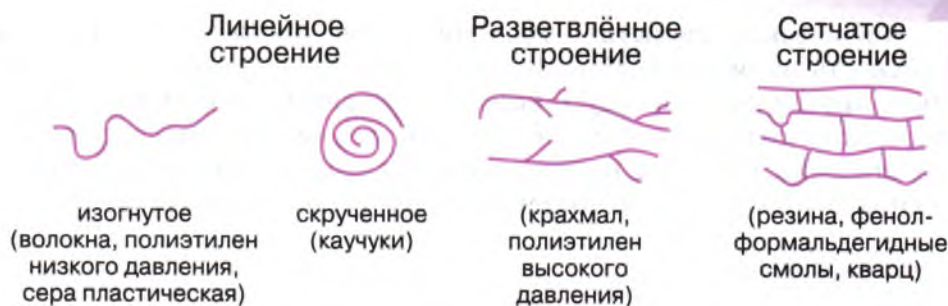 Линейное
строение
Разветвлённое
строение
Сетчатое
строение
изогнутое
(волокна, полиэтилен
низкого давления,
сера пластическая)
скрученное
(каучуки)
(крахмал,
полиэтилен
высокого
давления)
(резина, фенол-
формальдегидные
смолы, кварц)